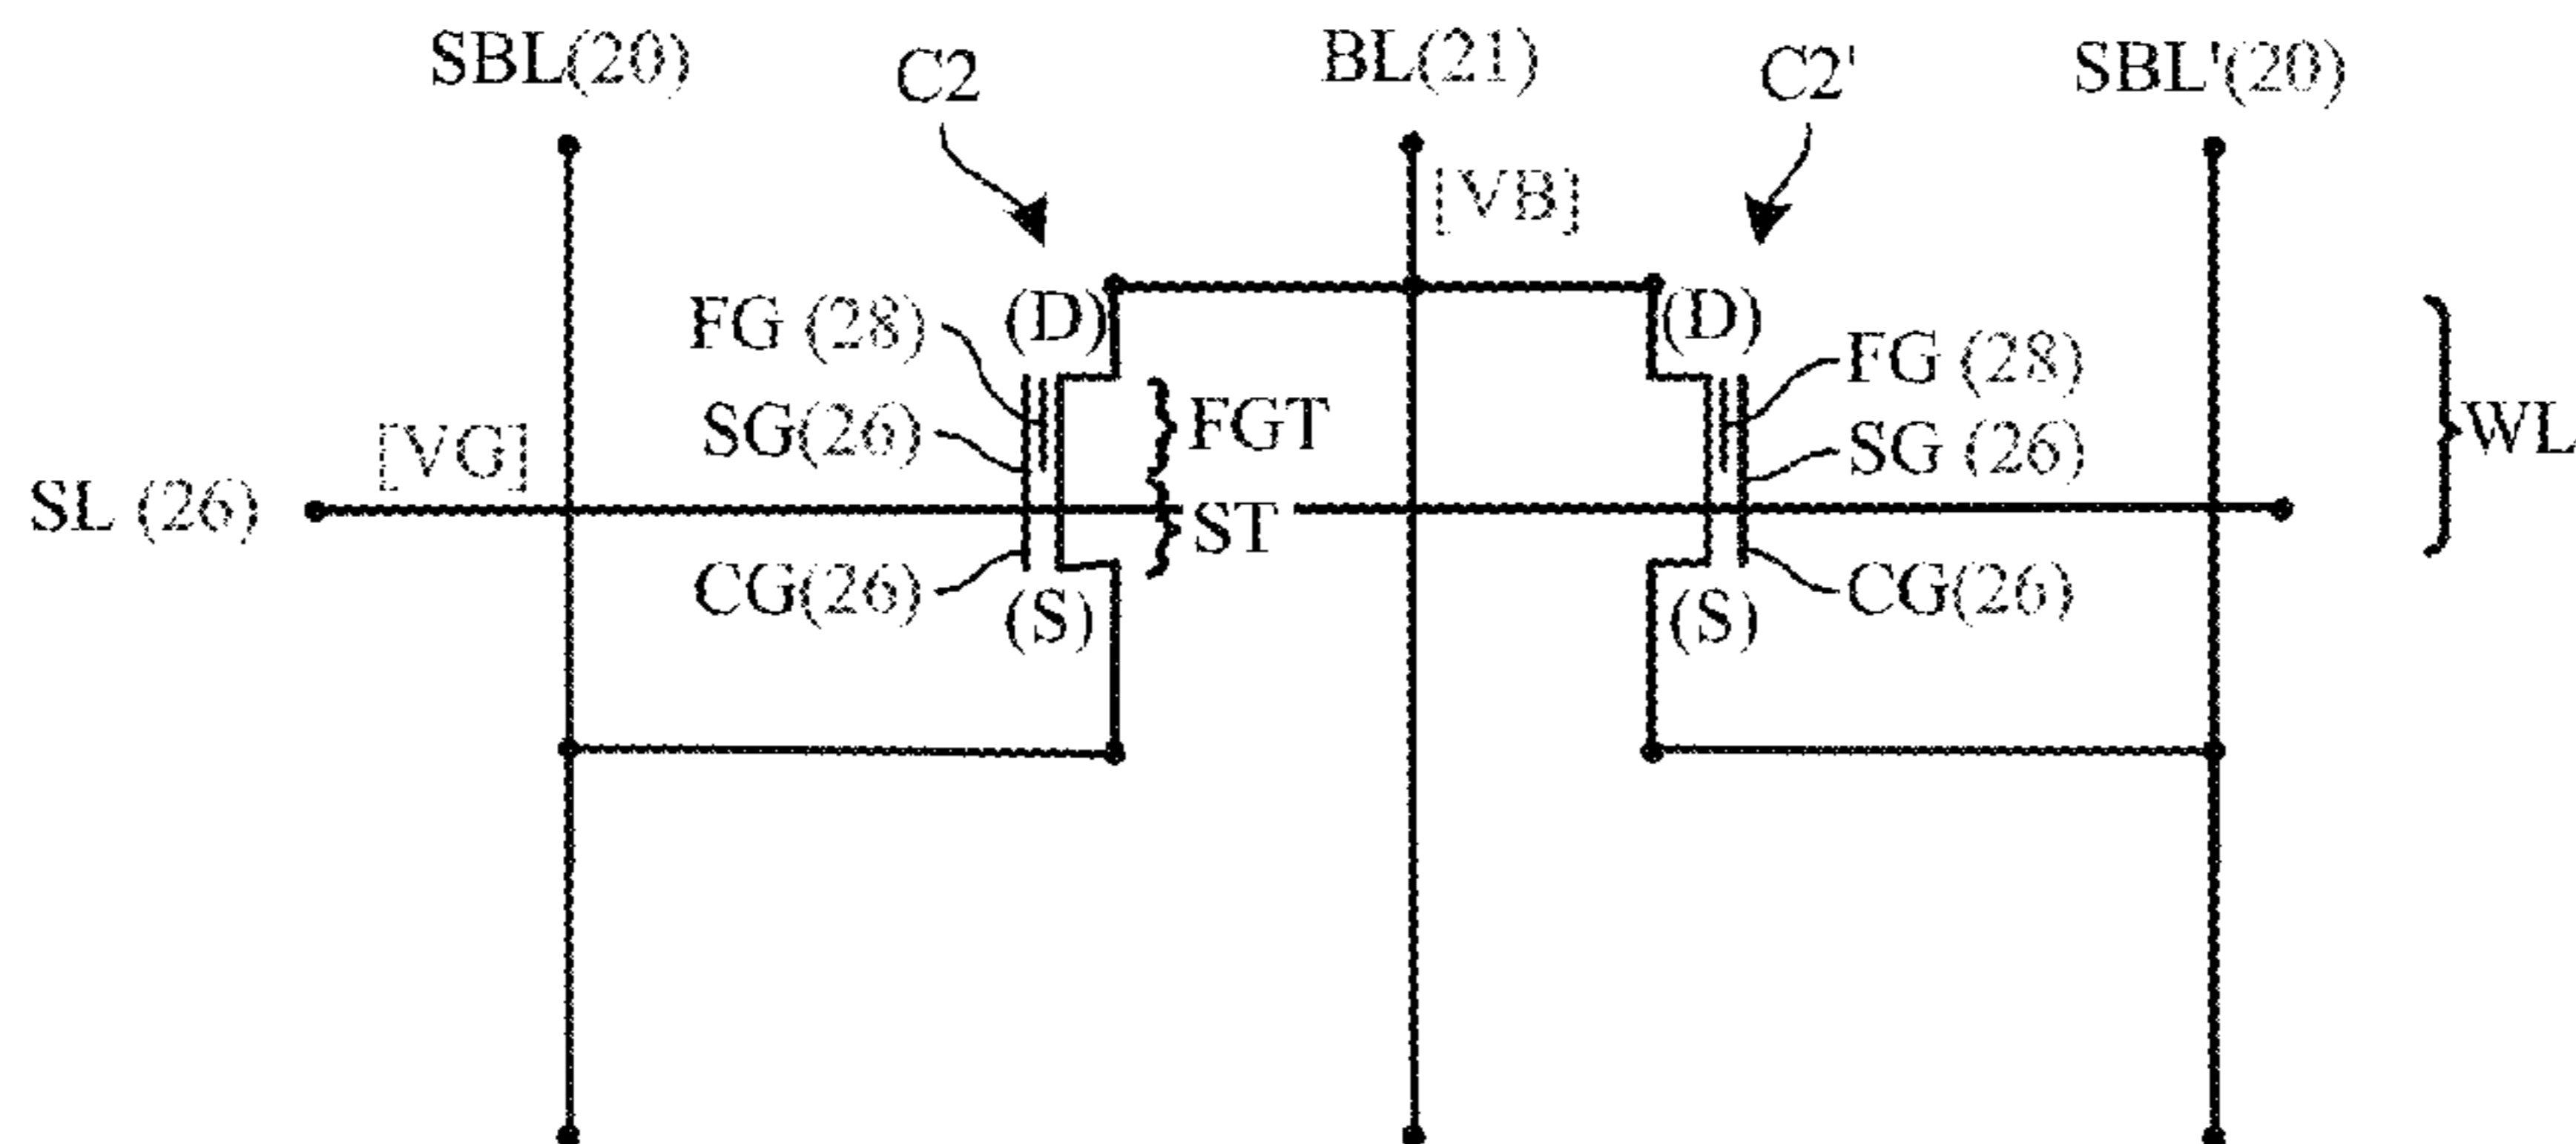 SBL(20)
C2
BL(21)
C2'
SBL'(20)
[VB]
(D)
(D)
FG (28)
FG (28)
SG(26)
FGT
SG (26)
WL
[VG]
SL (26)
ST
CG(26)
(S)
(S)
CG(26)